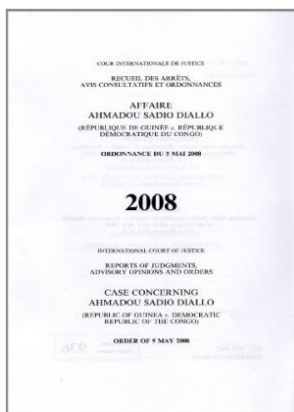 COUR INTERNATIONALE DE JUSTICE
RECUEIL DES ARRÊTS,
AVIS CONSULTATIFS ET ORDONNANCES
AFFAIRE
AHMADOU SADIO DIALLO
(RÉPUBLIQUE DE GUINÉE c. RÉPUBLIQUE
DÉMOCRATIQUE DU CONGO)
ORDONNANCE DU 5 MAI 2008
2008
INTERNATIONAL COURT OF JUSTICE
REPORTS OF JUDGMENTS,
ADVISORY OPINIONS AND ORDERS
CASE CONCERNING
AHMADOU SADIO DIALLO
(REPUBLIC OF GUINEA v. DEMOCRATIC
REPUBLIC OF THE CONGO)
ORDER OF 5 MAY 2008